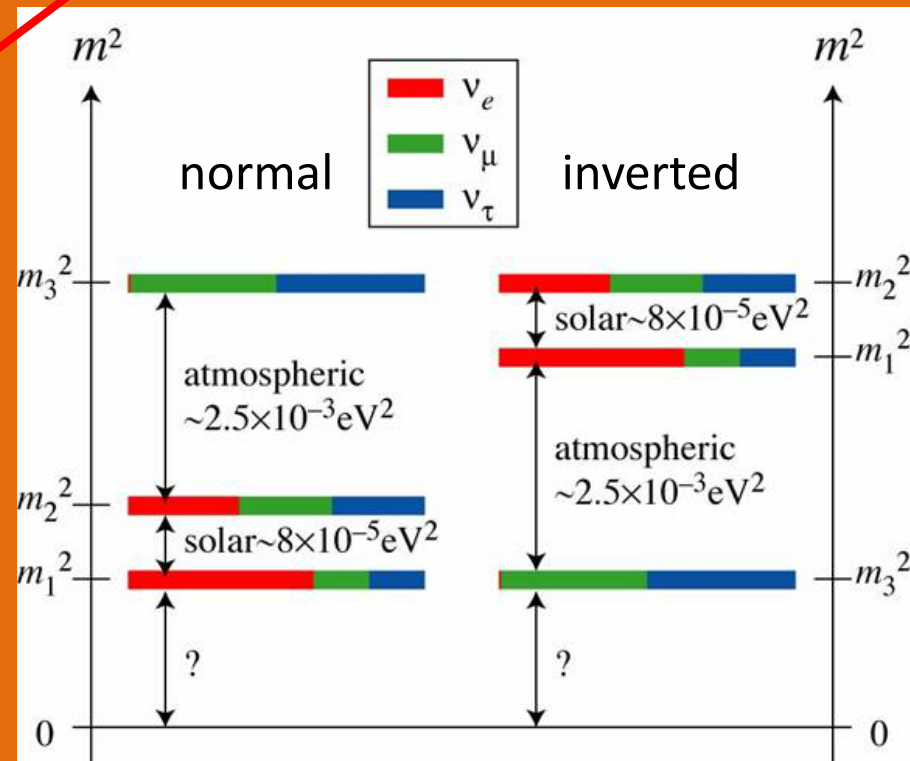 m²
m²
νe
νμ
ντ
normal
inverted
m₃²
m₂²
solar~8×10⁻⁵eV²
m₁²
atmospheric
~2.5×10⁻³eV²
atmospheric
~2.5×10⁻³eV²
m₂²
solar~8×10⁻⁵eV²
m₁²
m₃²
?
?
0
0